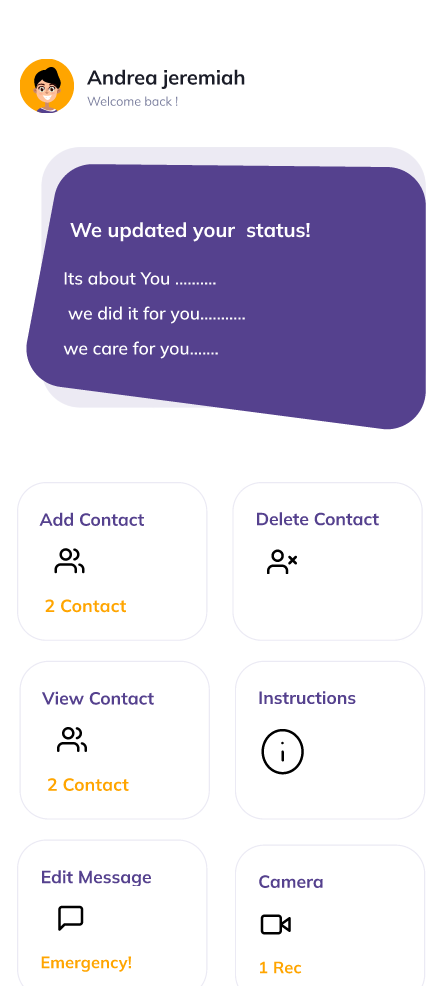 Andrea jeremiah
Welcome back !
We updated your status!
Its about You ..........
we did it for you...........
we care for you.......
Add Contact
2 Contact
Delete Contact
View Contact
2 Contact
Instructions
Edit Message
Emergency!
Camera
1 Rec